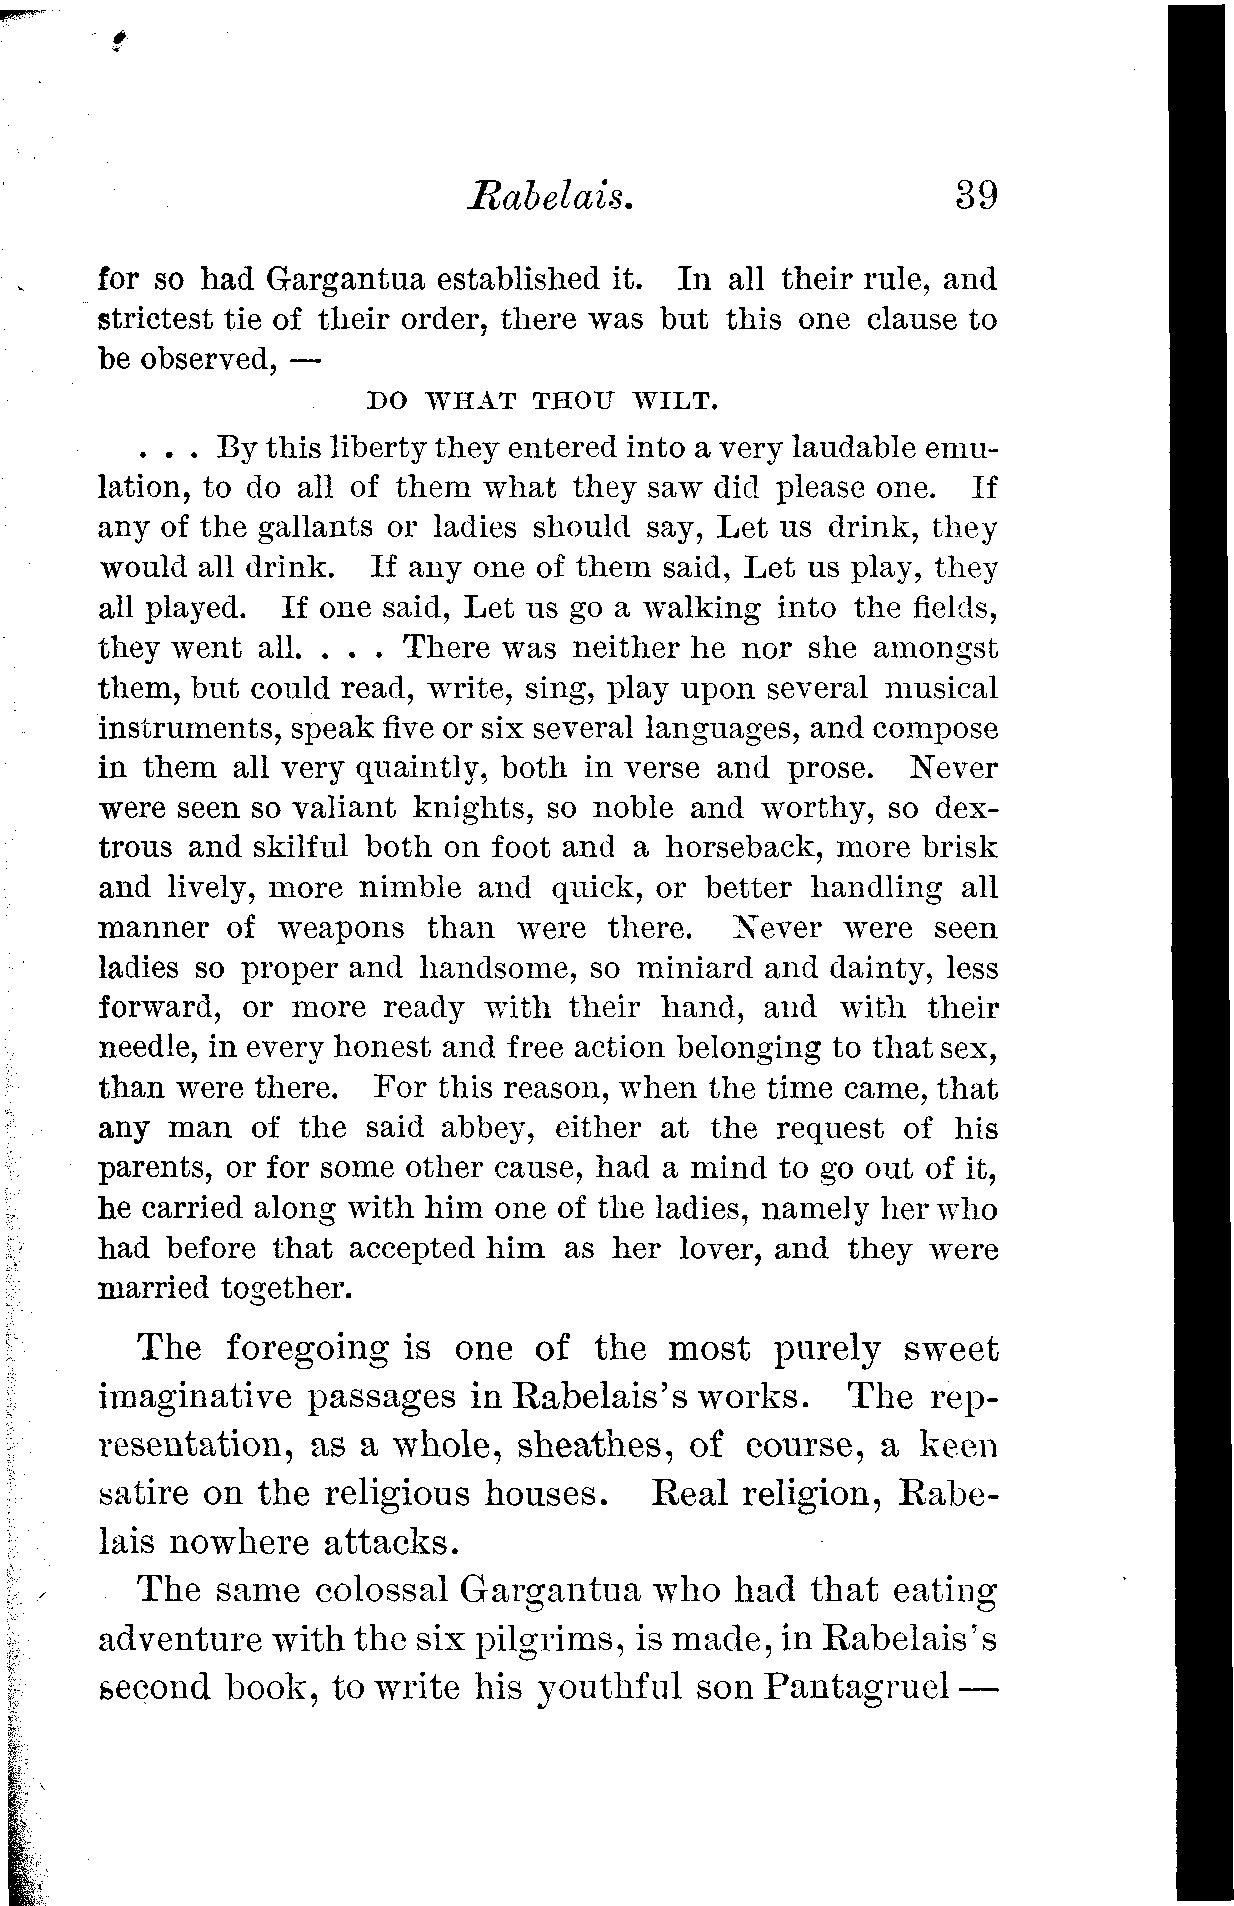 Rabelais. 39
for so had Gargantua established it. In all their rule, and
strictest tie of their order, there was but this one clause to
be observed, —
DO WHAT THOU WILT.
. . . By this liberty they entered into a very laudable emu-
lation, to do all of them what they saw did please one. If
any of the gallants or ladies should say, Let us drink, they
would all drink. If any one of them said, Let us play, they
all played. If one said, Let us go a walking into the fields,
they went all. . . . There was neither he nor she amongst
them, but could read, write, sing, play upon several musical
instruments, speak five or six several languages, and compose
in them all very quaintly, both in verse and prose. Never
were seen so valiant knights, so noble and worthy, so dex-
trous and skilful both on foot and a horseback, more brisk
and lively, more nimble and quick, or better handling all
manner of weapons than were there. Never were seen
ladies so proper and handsome, so miniard and dainty, less
forward, or more ready with their hand, and with their
needle, in every honest and free action belonging to that sex,
than were there. For this reason, when the time came, that
any man of the said abbey, either at the request of his
parents, or for some other cause, had a mind to go out of it,
he carried along with him one of the ladies, namely her who
had before that accepted him as her lover, and they were
married together.
The foregoing is one of the most purely sweet
imaginative passages in Rabelais's works. The rep-
resentation, as a whole, sheathes, of course, a keen
satire on the religious houses. Real religion, Rabe-
lais nowhere attacks.
The same colossal Gargantua who had that eating
adventure with the six pilgrims, is made, in Rabelais's
second book, to write his youthful son Pantagruel —